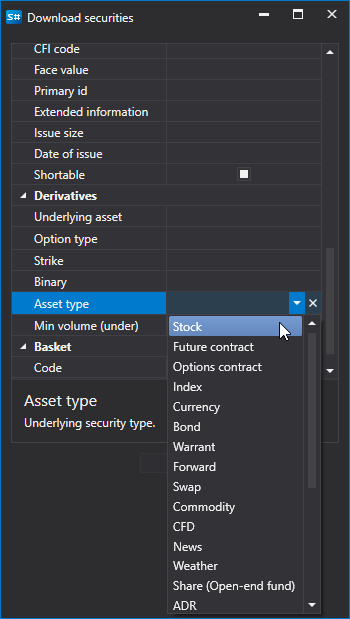 S# Download securities
CFI code
Face value
Primary id
Extended information
Issue size
Date of issue
Shortable
Derivatives
Underlying asset
Option type
Strike
Binary
Asset type
Min volume (under)
Basket
Code
Stock
Future contract
Options contract
Index
Currency
Bond
Warrant
Forward
Swap
Commodity
CFD
News
Weather
Share (Open-end fund)
ADR
Asset type
Underlying security type.